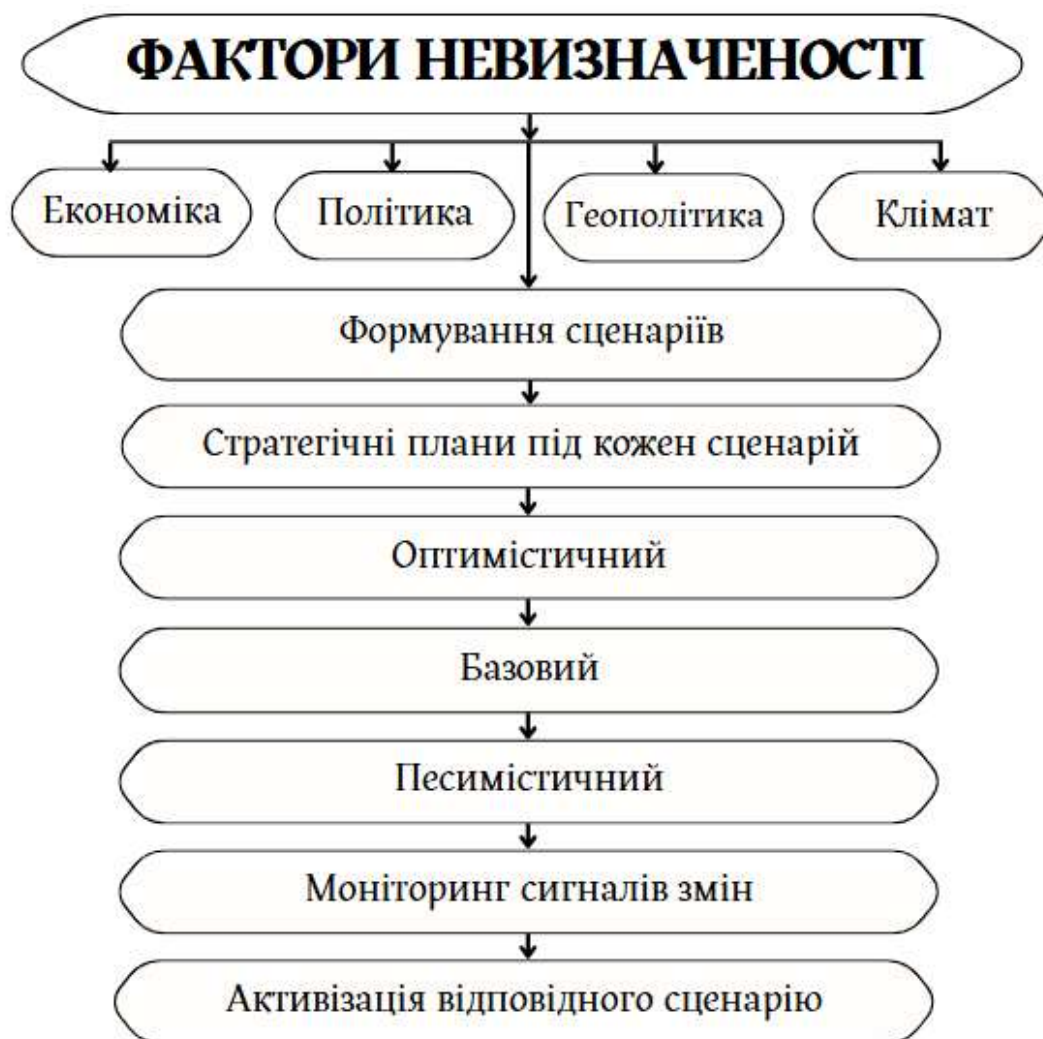 ФАКТОРИ НЕВИЗНАЧЕНОСТІ
Економіка
Політика
Геополітика
Клімат
Формування сценаріїв
Стратегічні плани під кожен сценарій
Оптимістичний
Базовий
Песимістичний
Моніторинг сигналів змін
Активізація відповідного сценарію